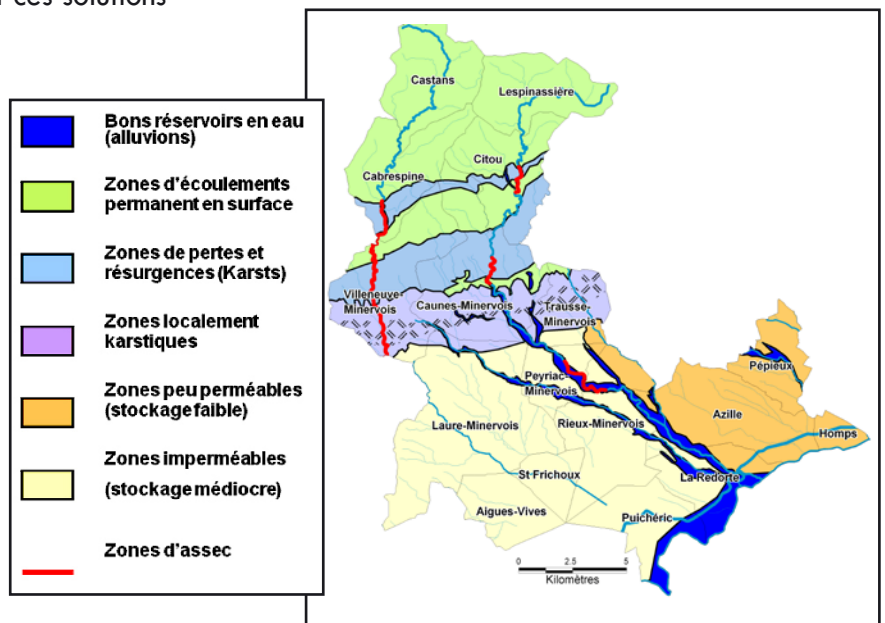 ces solutions
Bons réservoirs en eau
(alluvions)
Zones d'écoulements
permanent en surface
Zones de pertes et
résurgences (Karsts)
Zones localement
karstiques
Zones peu perméables
(stockage faible)
Zones imperméables
(stockage médiocre)
Zones d'assec
Castans
Lespinassière
Citou
Cabrespine
Villeneuve-
Minervois
Caunes-Minervois
Trausse-
Minervois
Pépieux
Peyriac-
Minervois
Azille
Laure-Minervois
Rieux-Minervois
Homps
St Frichoux
La Redorte
Aigues-Vives
Puichéric
0 2.5 5
Kilomètres